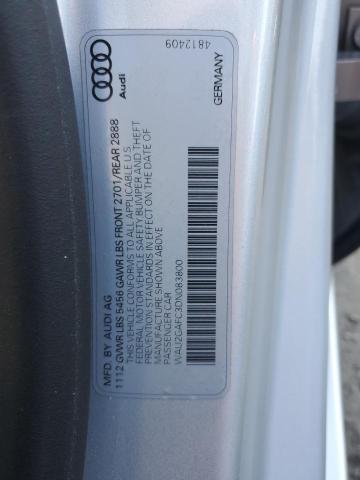 Audi
4812409
GERMANY
MFD. BY AUDI AG
1112 GVWR LBS 5456 GAWR LBS FRONT 2701/REAR 2888
THIS VEHICLE CONFORMS TO ALL APPLICABLE U.S.
FEDERAL MOTOR VEHICLE SAFETY BUMPER AND THEFT
PREVENTION STANDARDS IN EFFECT ON THE DATE OF
MANUFACTURE SHOWN ABOVE
PASSENGER CAR
WAU2GAFC3DN083800